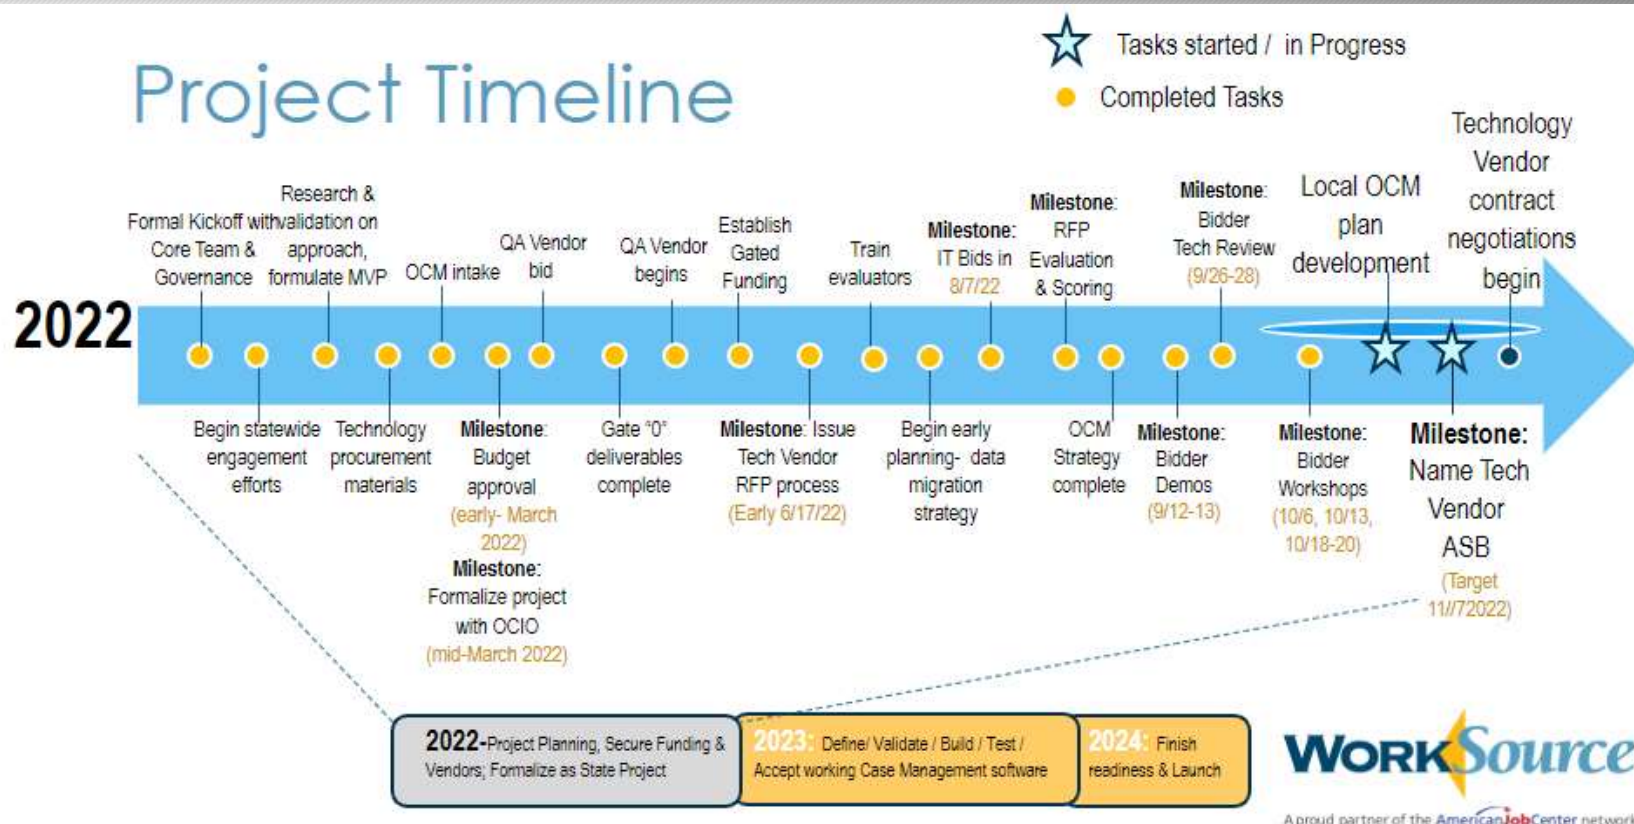 Project Timeline
Tasks started / in Progress
Completed Tasks
2022
Formal Kickoff with
Core Team &
Governance
Research &
validation on
approach,
formulate MVP
OCM intake
QA Vendor
bid
QA Vendor
begins
Establish
Gated
Funding
Train
evaluators
Milestone:
IT Bids in
8/7/22
Milestone:
RFP
Evaluation
& Scoring
Milestone:
Bidder
Tech Review
(9/26-28)
Local OCM
plan
development
Technology
Vendor
contract
negotiations
begin
Begin statewide
engagement
efforts
Technology
procurement
materials
Milestone:
Budget
approval
(early- March
2022)
Milestone:
Formalize project
with OCIO
(mid-March 2022)
Gate "0"
deliverables
complete
Milestone: Issue
Tech Vendor
RFP process
(Early 6/17/22)
Begin early
planning- data
migration
strategy
OCM
Strategy
complete
Milestone:
Bidder
Demos
(9/12-13)
Milestone:
Bidder
Workshops
(10/6, 10/13,
10/18-20)
Milestone:
Name Tech
Vendor
ASB
(Target
11//72022)
2022-Project Planning, Secure Funding &
Vendors; Formalize as State Project
2023: Define/ Validate / Build / Test /
Accept working Case Management software
2024: Finish
readiness & Launch
WorkSource
A proud partner of the AmericanJobCenter network